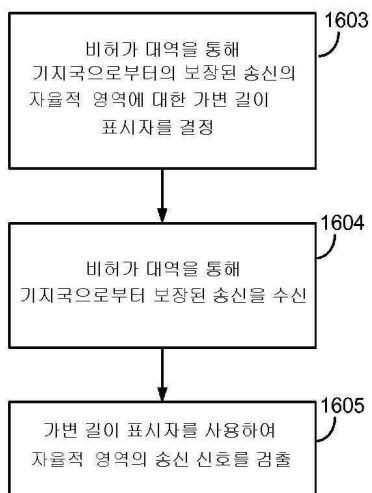 1603
비허가 대역을 통해
기지국으로부터의 보장된 송신의
자율적 영역에 대한 가변 길이
표시자를 결정
1604
비허가 대역을 통해
기지국으로부터 보장된 송신을 수신
1605
가변 길이 표시자를 사용하여
자율적 영역의 송신 신호를 검출